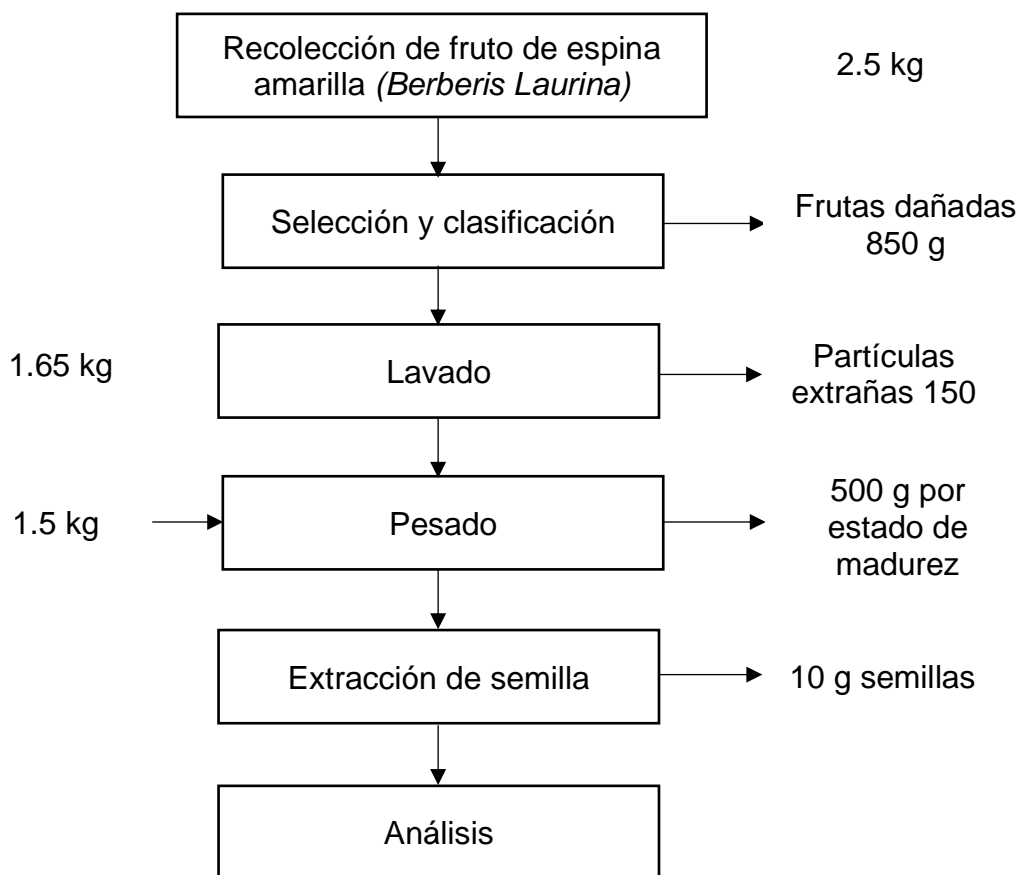 Recolección de fruto de espina
amarilla (Berberis Laurina)
2.5 kg
Selección y clasificación
Frutas dañadas
850 g
1.65 kg
Lavado
Partículas
extrañas 150
1.5 kg
Pesado
500 g por
estado de
madurez
Extracción de semilla
10 g semillas
Análisis